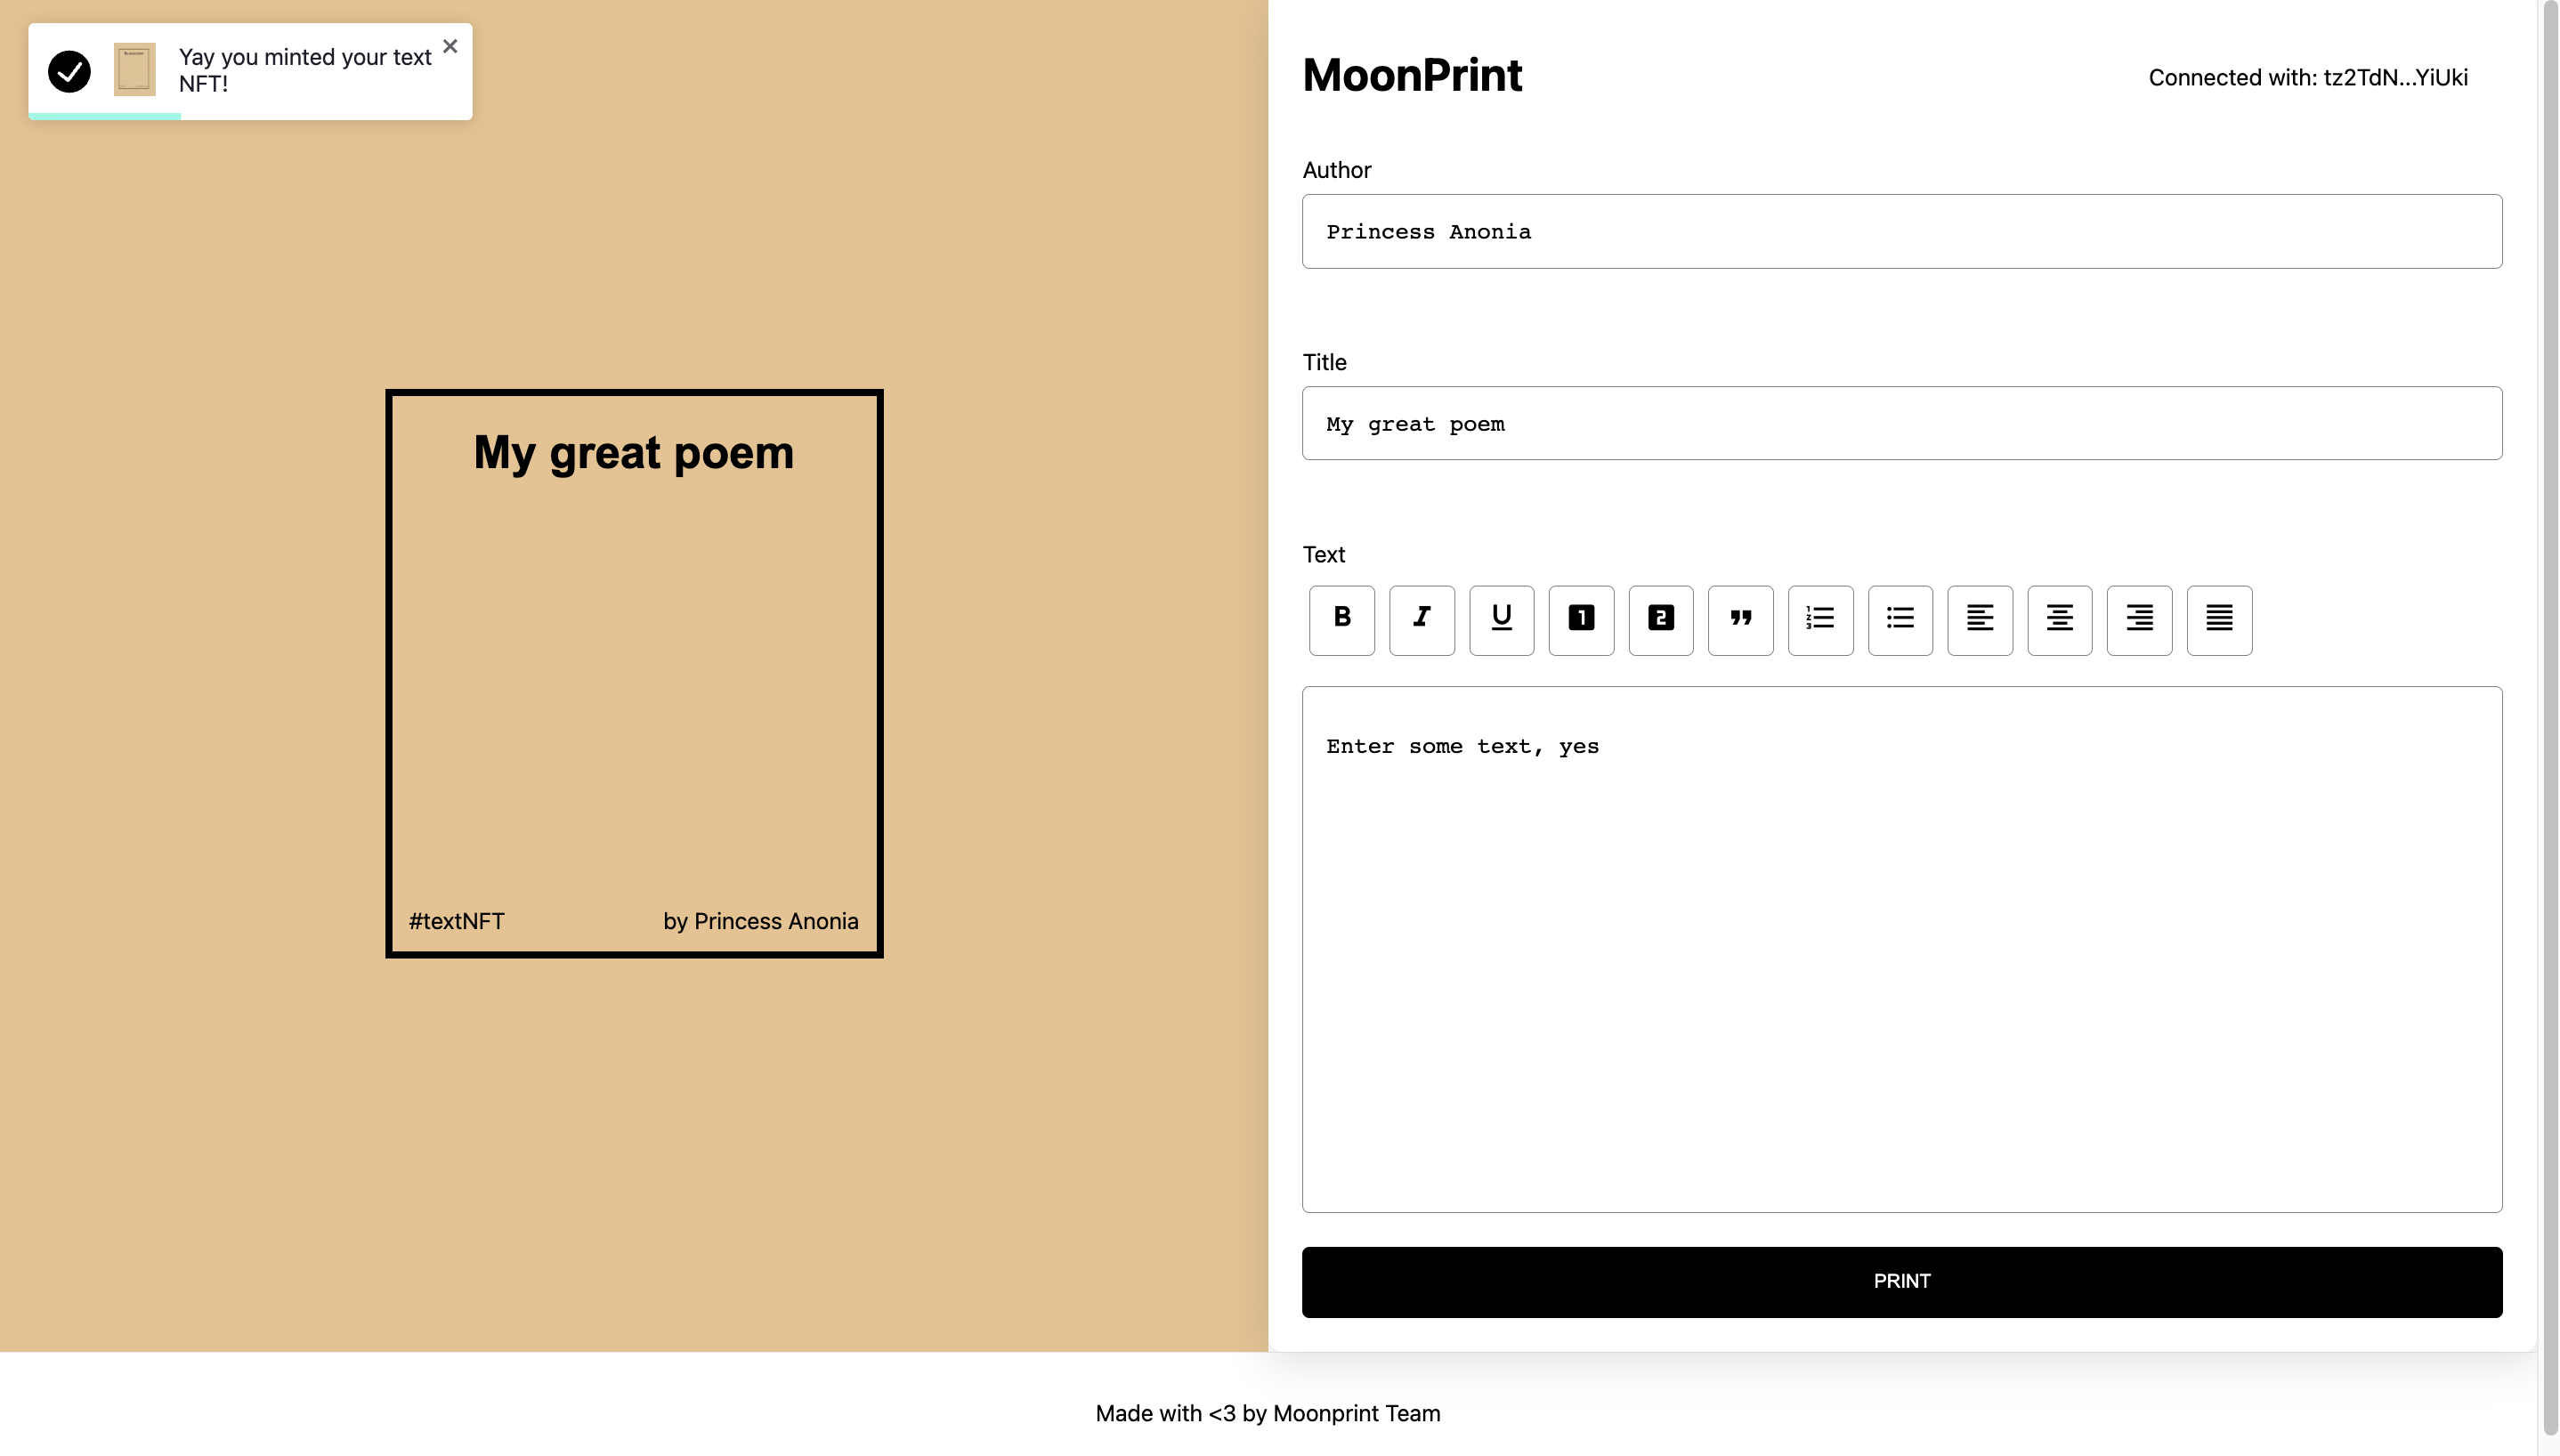 Yay you minted your text
NFT!
My great poem
#textNFT by Princess Anonia
MoonPrint
Connected with: tz2TdN...YiUki
Author
Princess Anonia
Title
My great poem
Text
B I U 1 2
Enter some text, yes
PRINT
Made with <3 by Moonprint Team